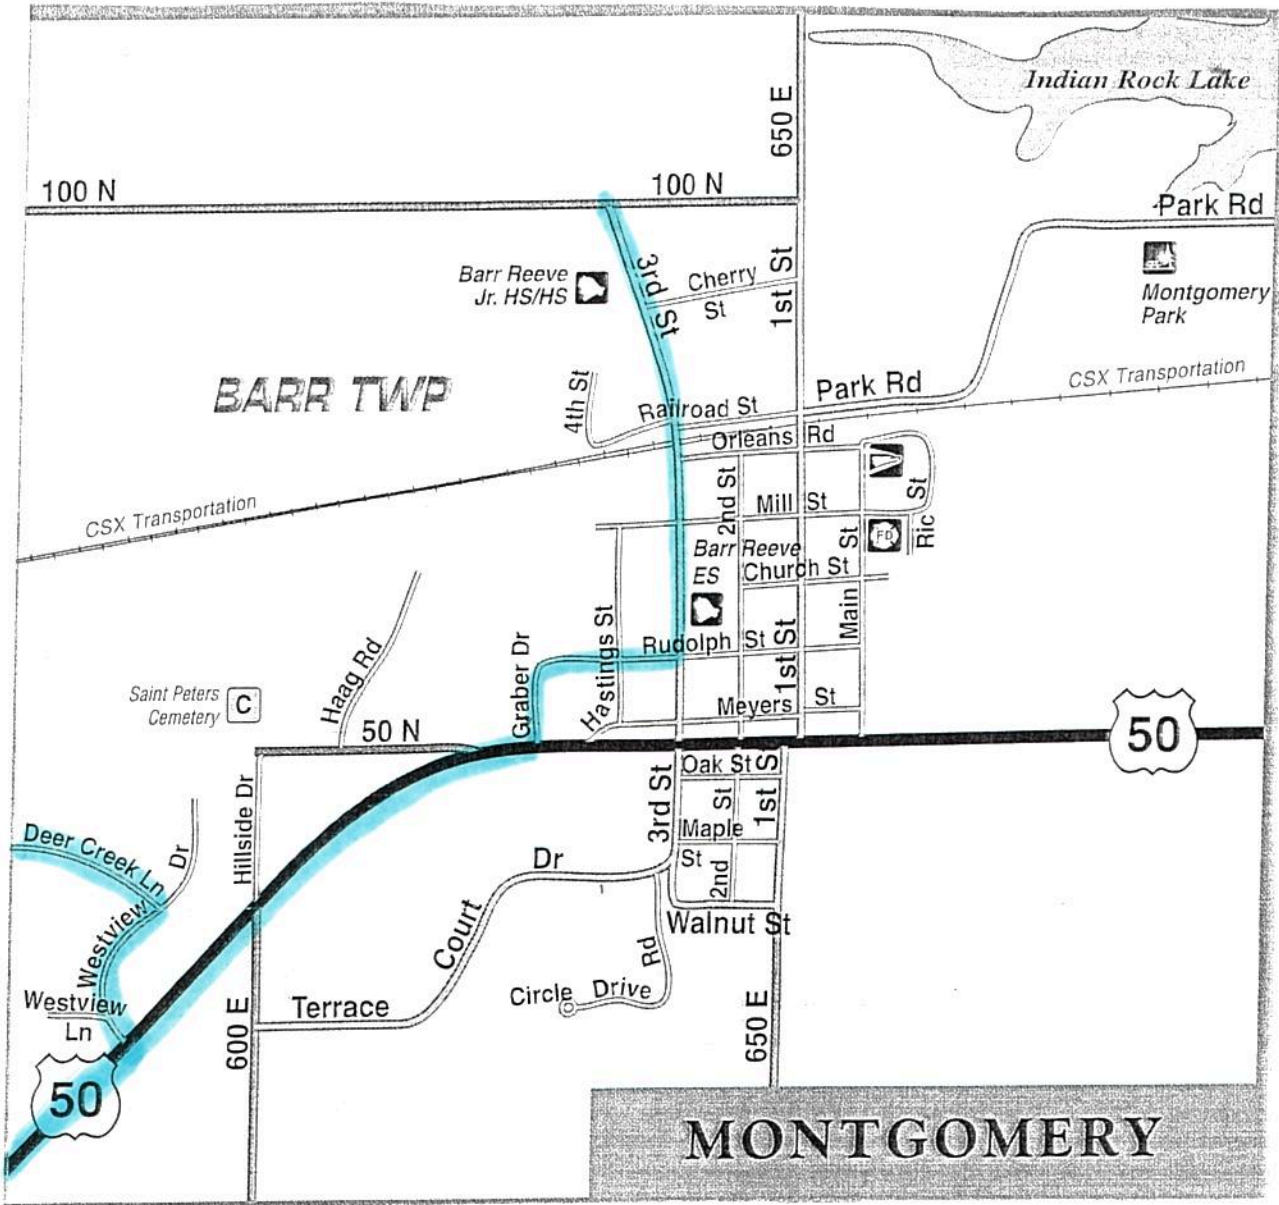 Indian Rock Lake
650 E
100 N
100 N
Park Rd
Barr Reeve
Jr. HS/HS
3rd St
Cherry
St
1st St
Montgomery
Park
BARR TWP
4th St
Railroad St
Park Rd
CSX Transportation
Orleans Rd
CSX Transportation
2nd St
Mill St
Ric St
FD
Barr Reeve
ES
Church St
Main St
Hastings St
Rudolph St
1st St
Graber Dr
Haag Rd
Saint Peters
Cemetery
C
Meyers St
50 N
50
Hillside Dr
3rd St
Oak St
1st S
Maple
St
2nd St
Deer Creek Ln
Westview Dr
Court Dr
Walnut St
Westview
Ln
Terrace
Circle Drive Rd
600 E
650 E
50
MONTGOMERY